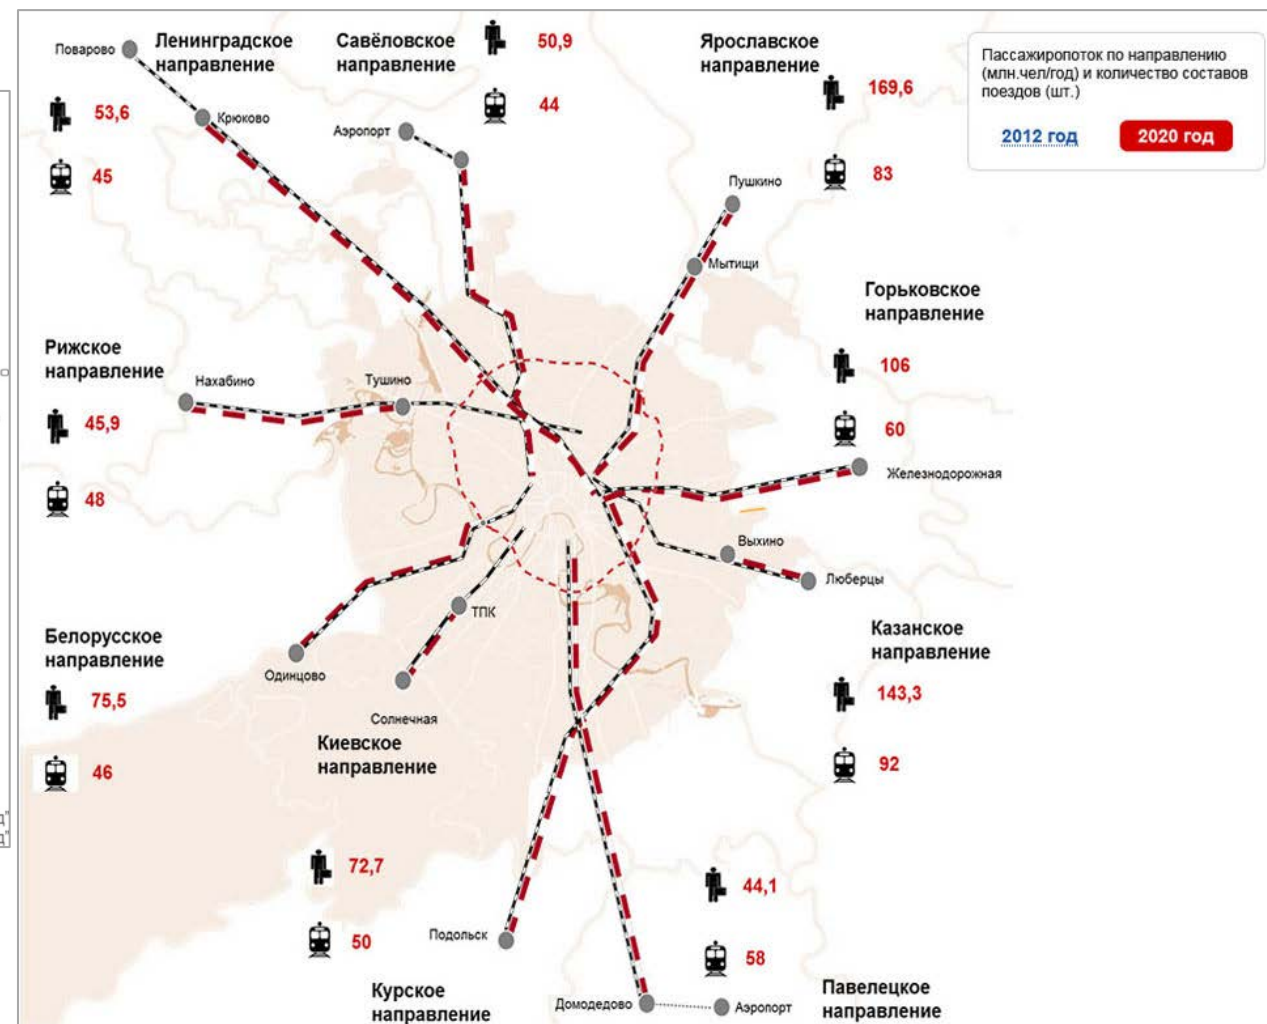 Поварово
Ленинградское
направление
53,6
45
Крюково
Савёловское
направление
50,9
44
Аэропорт
Ярославское
направление
169,6
83
Пушкино
Мытищи
Пассажиропоток по направлению
(млн.чел/год) и количество составов
поездов (шт.)
2012 год
2020 год
Горьковское
направление
106
60
Железнодорожная
Рижское
направление
45,9
48
Нахабино
Тушино
Выхино
Люберцы
Казанское
направление
143,3
92
Белорусское
направление
75,5
46
Одинцово
ТПК
Солнечная
Киевское
направление
72,7
50
Подольск
Курское
направление
44,1
58
Домодедово
Аэропорт
Павелецкое
направление